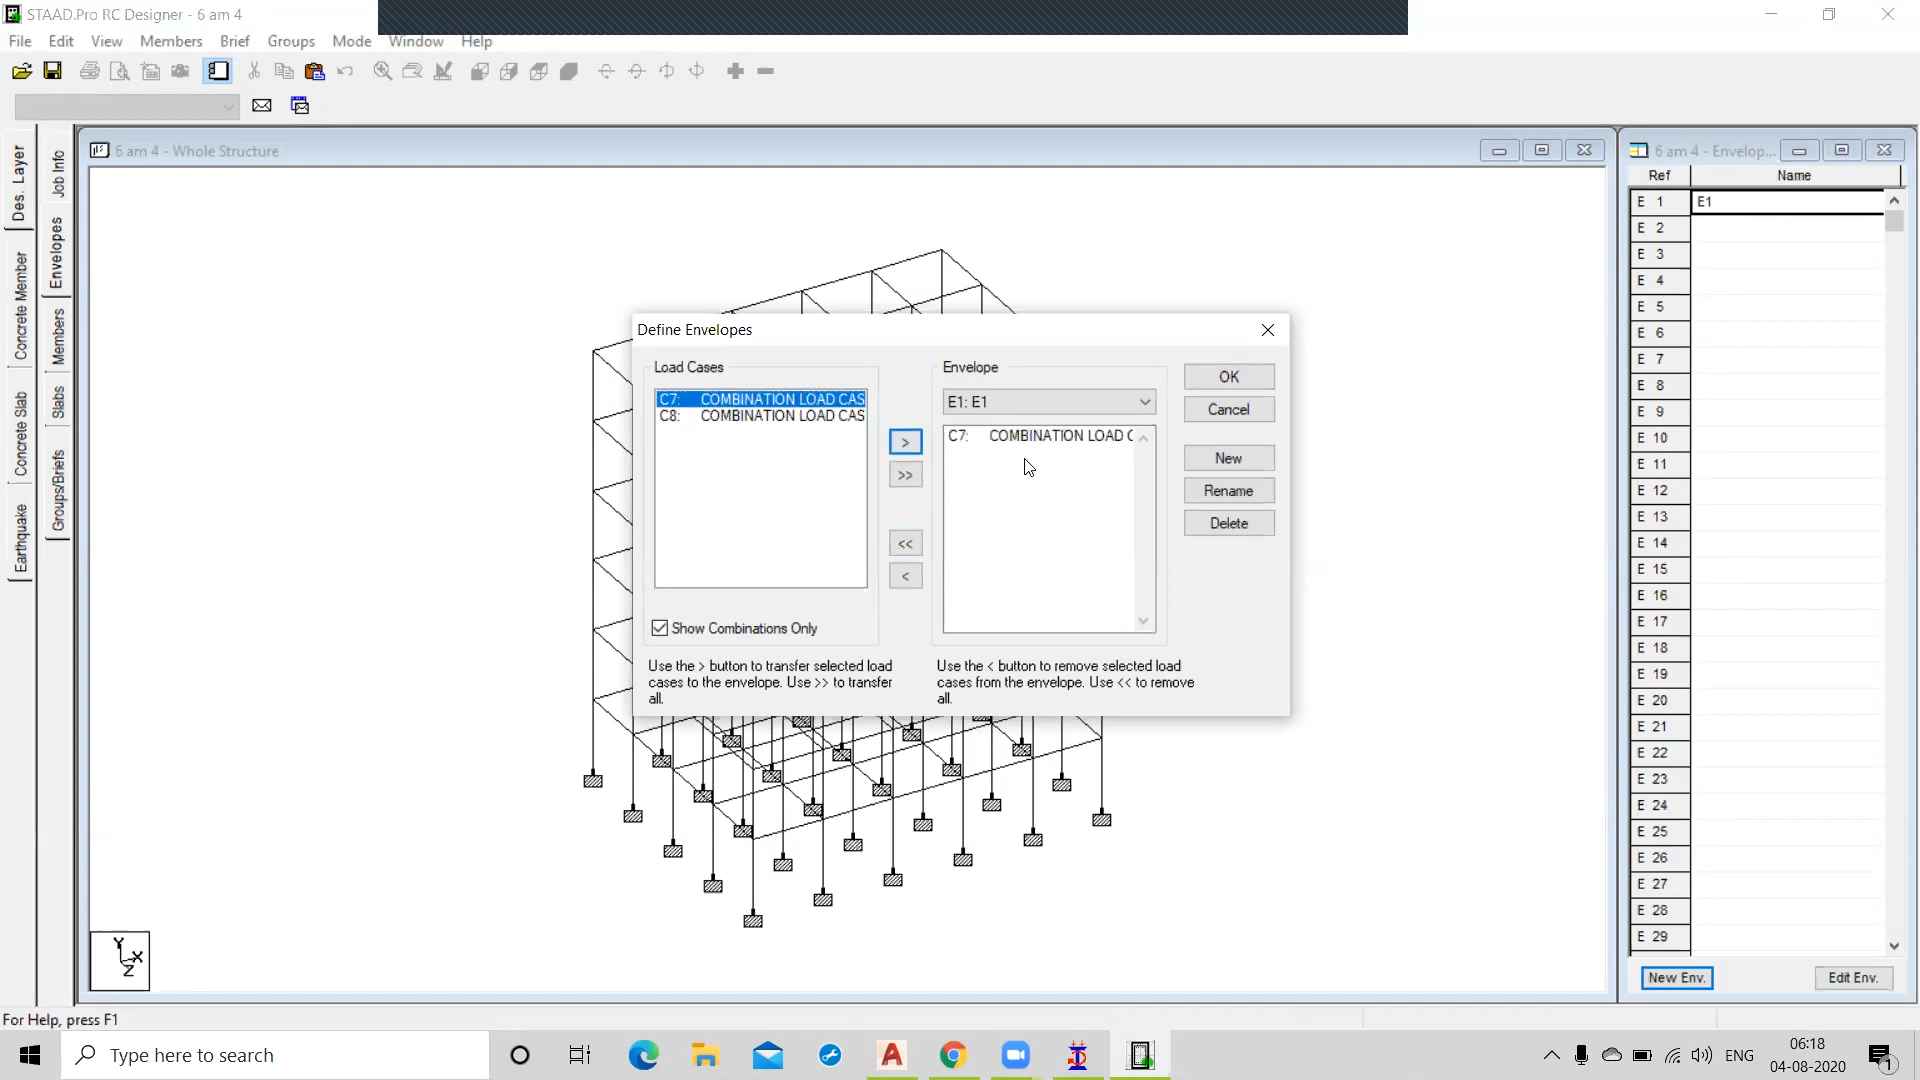 STAAD.Pro RC Designer - 6 am 4
File Edit View Members Brief Groups Mode Window Help
Des. Layer
Concrete Member
Concrete Slab
Earthquake
Job Info
Envelopes
Members
Slabs
Groups/Briefs
6 am 4 - Whole Structure
Define Envelopes
Load Cases
C7: COMBINATION LOAD CAS
C8: COMBINATION LOAD CAS
Show Combinations Only
Use the > button to transfer selected load
cases to the envelope. Use >> to transfer
all.
>
>>
<<
<
Envelope
E1: E1
C7: COMBINATION LOAD C
Use the < button to remove selected load
cases from the envelope. Use << to remove
all.
OK
Cancel
New
Rename
Delete
Y
X
Z
6 am 4 - Envelop...
Ref Name
E 1 E1
E 2
E 3
E 4
E 5
E 6
E 7
E 8
E 9
E 10
E 11
E 12
E 13
E 14
E 15
E 16
E 17
E 18
E 19
E 20
E 21
E 22
E 23
E 24
E 25
E 26
E 27
E 28
E 29
New Env. Edit Env.
For Help, press F1
Type here to search
ENG
06:18
04-08-2020
1